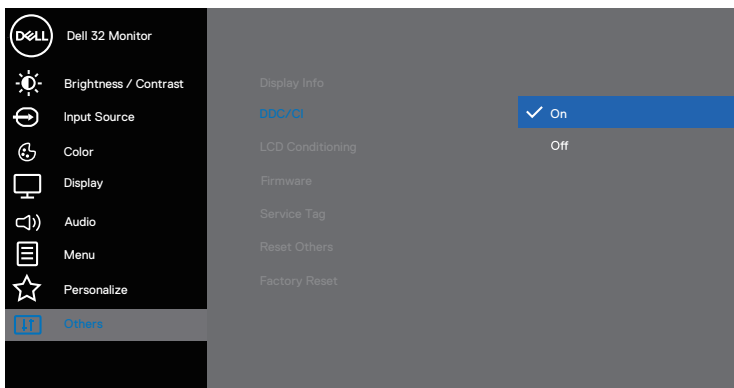 DELL
Dell 32 Monitor
Brightness / Contrast
Input Source
Color
Display
Audio
Menu
Personalize
Others
Display Info
DDC/CI
LCD Conditioning
Firmware
Service Tag
Reset Others
Factory Reset
On
Off